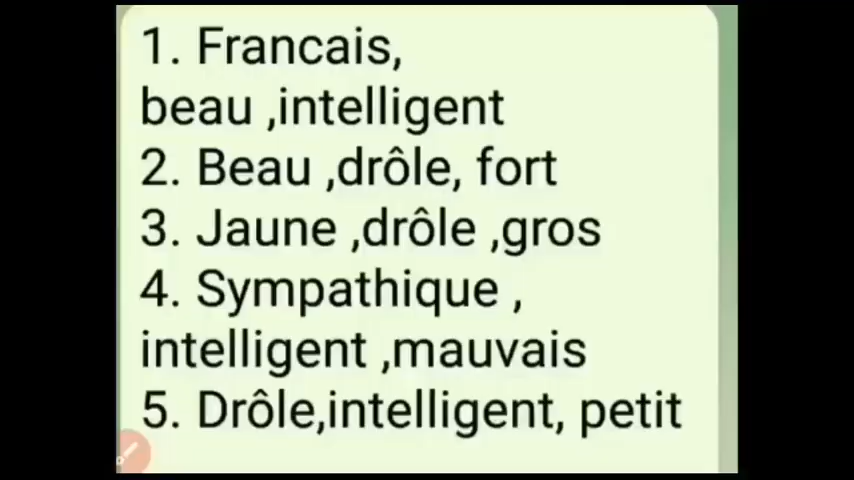 1. Francais,
beau ,intelligent
2. Beau ,drôle, fort
3. Jaune ,drôle ,gros
4. Sympathique ,
intelligent ,mauvais
5. Drôle,intelligent, petit